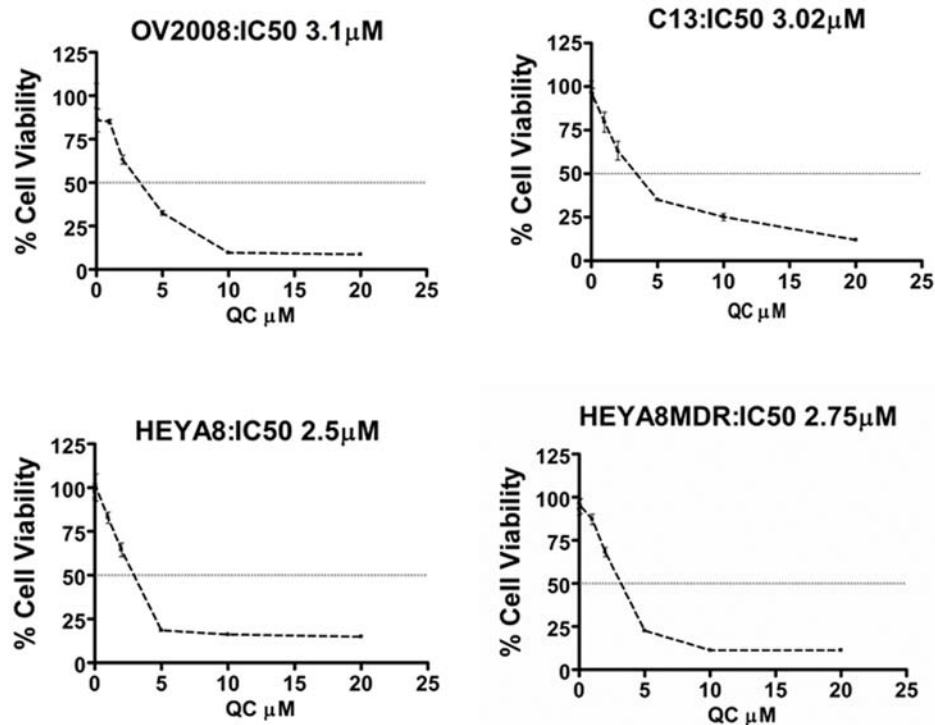 OV2008:IC50 3.1μM
% Cell Viability
125
100
75
50
25
0
0 5 10 15 20 25
QC μM
C13:IC50 3.02μM
% Cell Viability
125
100
75
50
25
0
0 5 10 15 20 25
QC μM
HEYA8:IC50 2.5μM
% Cell Viability
125
100
75
50
25
0
0 5 10 15 20 25
QC μM
HEYA8MDR:IC50 2.75μM
% Cell Viability
125
100
75
50
25
0
0 5 10 15 20 25
QC μM